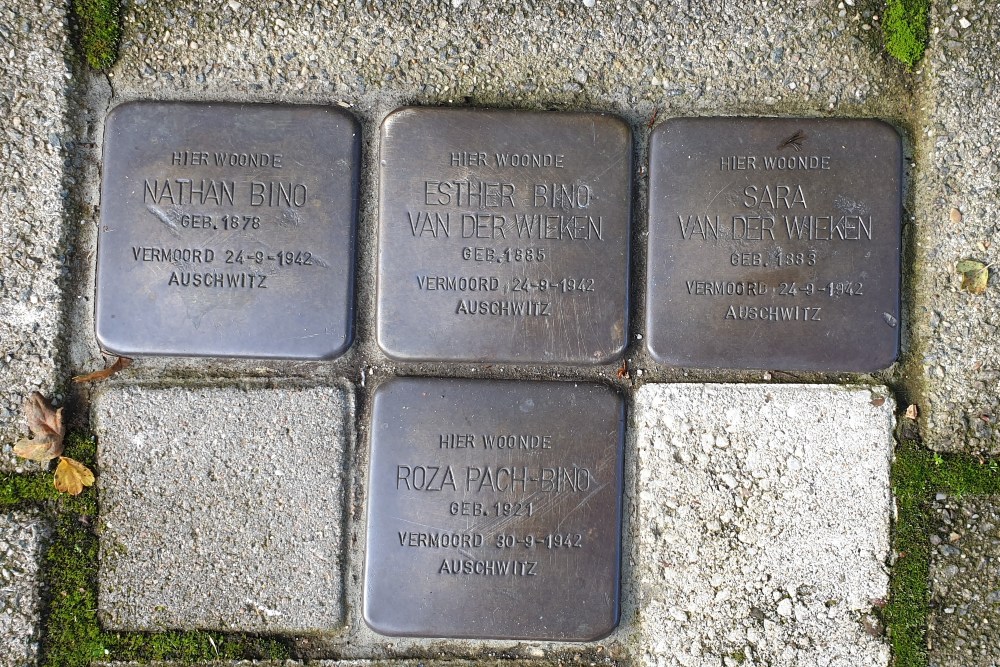 HIER WOONDE
NATHAN BINO
GEB. 1878
VERMOORD 24-9-1942
AUSCHWITZ
HIER WOONDE
ESTHER BINO
VAN DER WIEKEN
GEB. 1885
VERMOORD 24-9-1942
AUSCHWITZ
HIER WOONDE
SARA
VAN DER WIEKEN
GEB. 1883
VERMOORD 24-9-1942
AUSCHWITZ
HIER WOONDE
ROZA PACH-BINO
GEB. 1921
VERMOORD 30-9-1942
AUSCHWITZ